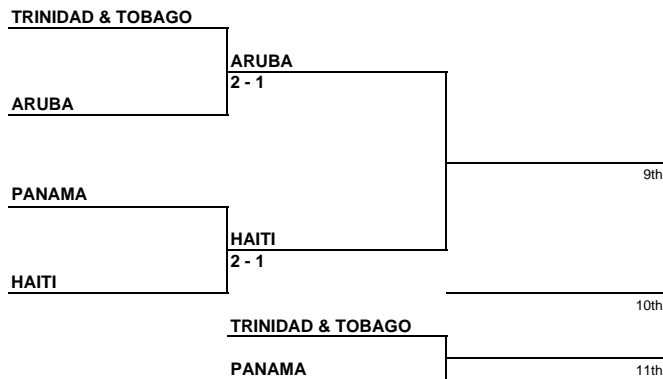 TRINIDAD & TOBAGO
ARUBA
2 - 1
ARUBA
9th
PANAMA
HAITI
2 - 1
HAITI
10th
TRINIDAD & TOBAGO
PANAMA
11th